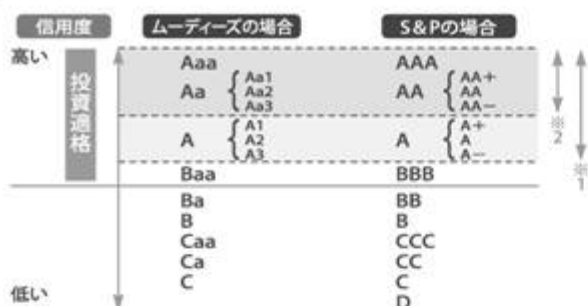 信用度 ムーディーズの場合 S&Pの場合
高い
投資適格
Aaa AAA
Aa Aa1 Aa2 Aa3 AA AA+ AA AA−
A A1 A2 A3 A A+ A A−
Baa BBB
※2
※1
Ba BB
B B
Caa CCC
Ca CC
C C
低い D